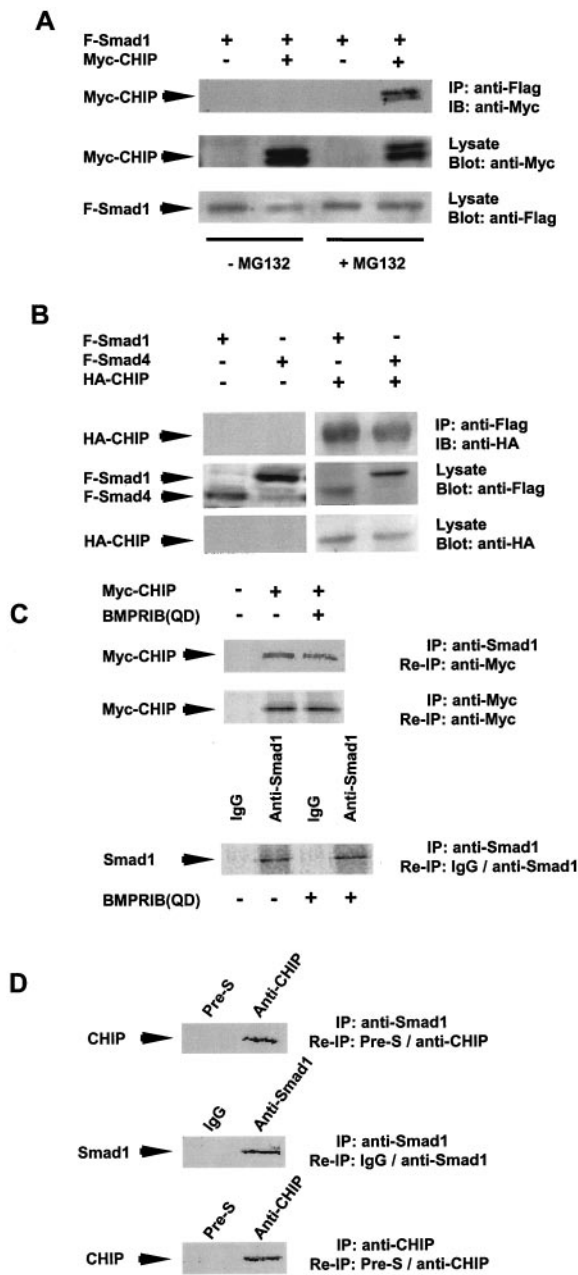 A
F-Smad1 + + + +
Myc-CHIP - + - +
Myc-CHIP
IP: anti-Flag
IB: anti-Myc
Myc-CHIP
Lysate
Blot: anti-Myc
F-Smad1
Lysate
Blot: anti-Flag
- MG132 + MG132
B
F-Smad1 + - + -
F-Smad4 - + - +
HA-CHIP - - + +
HA-CHIP
IP: anti-Flag
IB: anti-HA
F-Smad1
F-Smad4
Lysate
Blot: anti-Flag
HA-CHIP
Lysate
Blot: anti-HA
C
Myc-CHIP - + +
BMPRIB(QD) - - +
Myc-CHIP
IP: anti-Smad1
Re-IP: anti-Myc
Myc-CHIP
IP: anti-Myc
Re-IP: anti-Myc
IgG
Anti-Smad1
IgG
Anti-Smad1
Smad1
IP: anti-Smad1
Re-IP: IgG / anti-Smad1
BMPRIB(QD) - - + +
D
Pre-S
Anti-CHIP
CHIP
IP: anti-Smad1
Re-IP: Pre-S / anti-CHIP
IgG
Anti-Smad1
Smad1
IP: anti-Smad1
Re-IP: IgG / anti-Smad1
Pre-S
Anti-CHIP
CHIP
IP: anti-CHIP
Re-IP: Pre-S / anti-CHIP